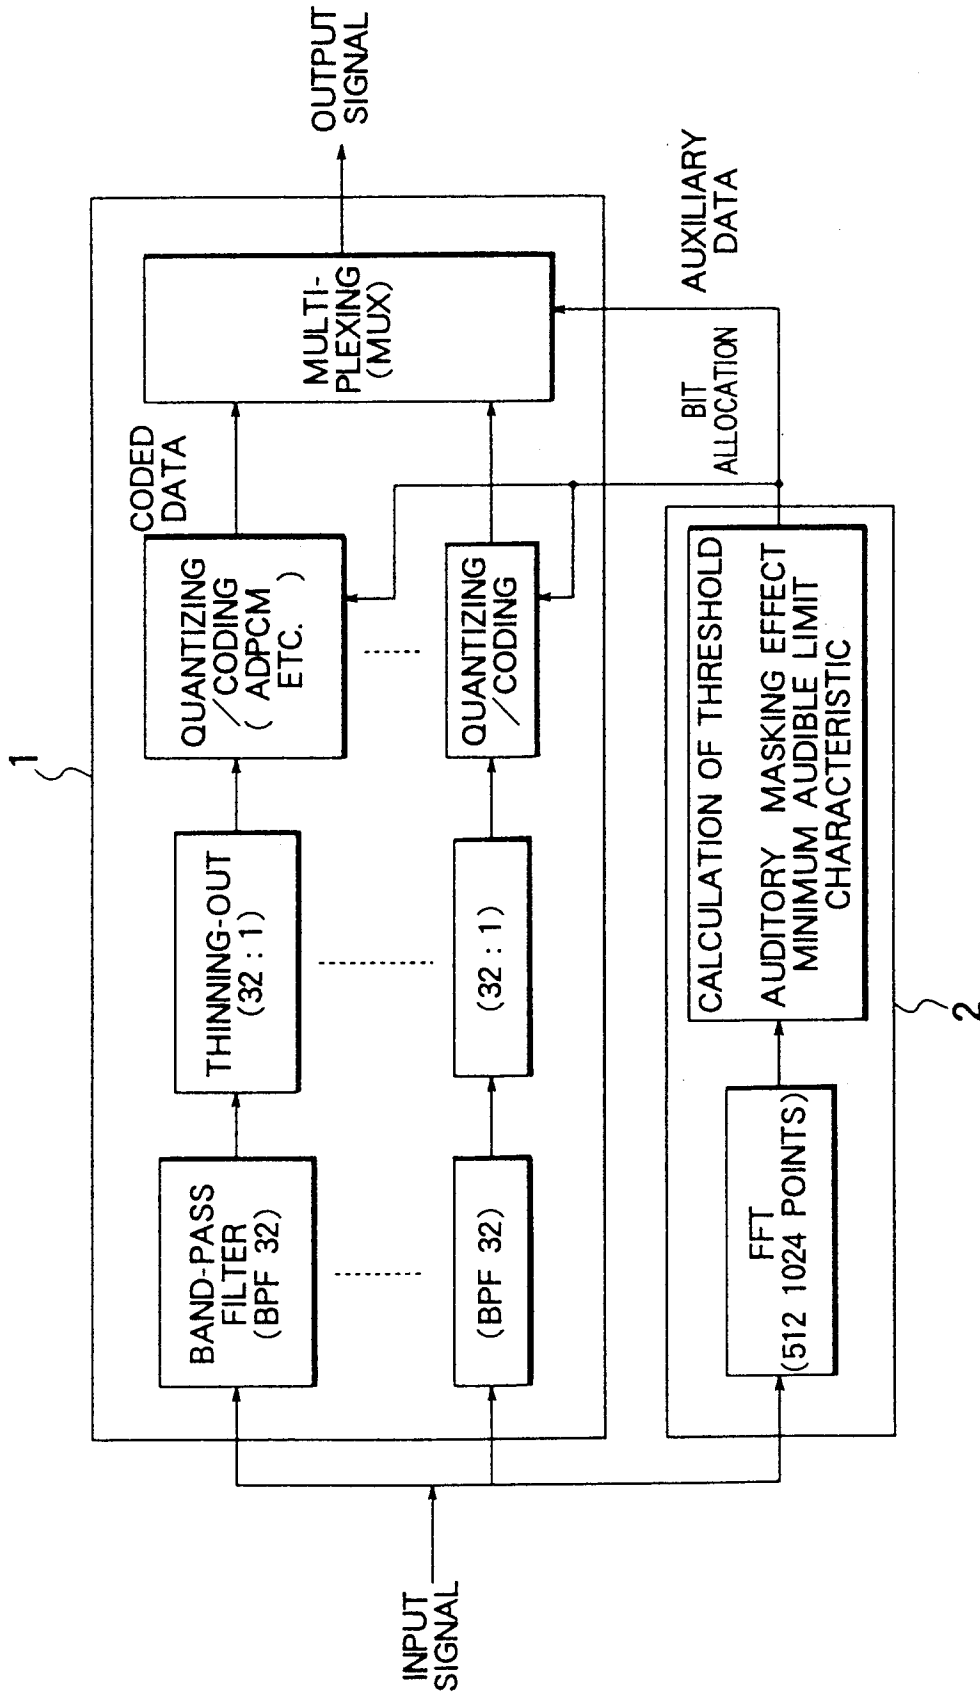 1
INPUT
SIGNAL
BAND-PASS
FILTER
(BPF 32)
THINNING-OUT
(32 : 1)
QUANTIZING
/CODING
( ADPCM
ETC. )
CODED
DATA
MULTI-
PLEXING
(MUX)
OUTPUT
SIGNAL
(BPF 32)
(32 : 1)
QUANTIZING
/CODING
BIT
ALLOCATION
AUXILIARY
DATA
FFT
(512 1024 POINTS)
CALCULATION OF THRESHOLD
AUDITORY MASKING EFFECT
MINIMUM AUDIBLE LIMIT
CHARACTERISTIC
2